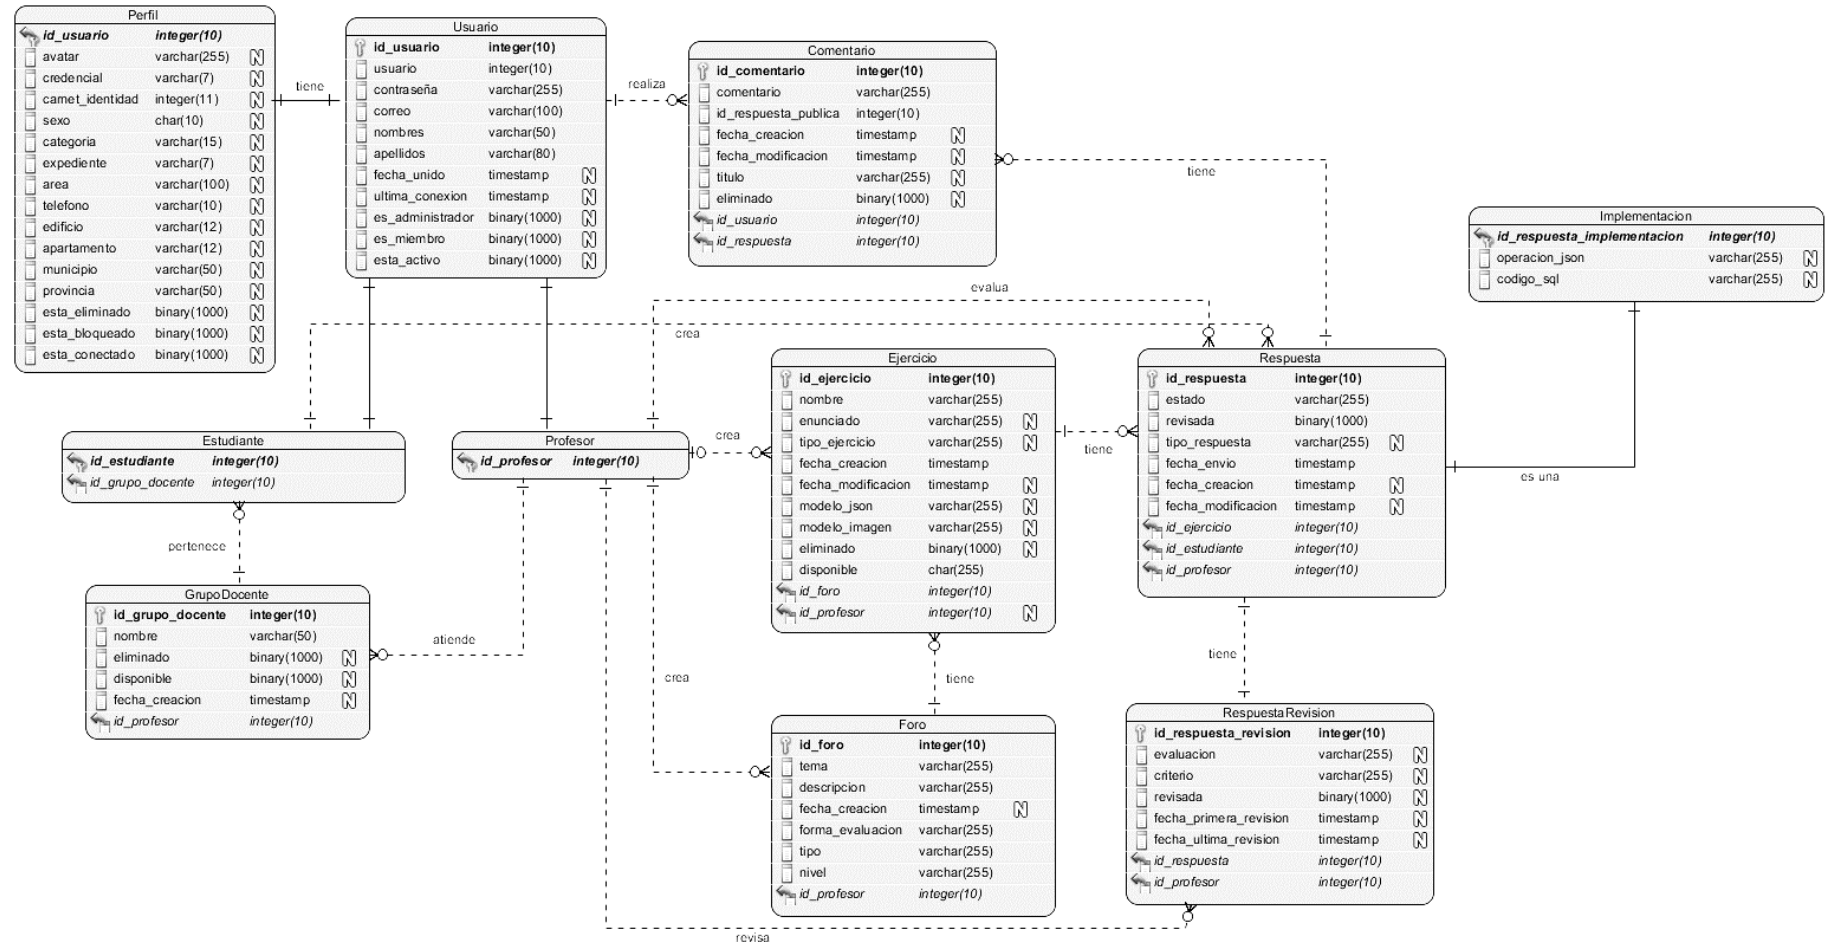 Perfil
id_usuario integer(10)
avatar varchar(255) N
credencial varchar(7) N
carnet_identidad integer(11) N
sexo char(10) N
categoria varchar(15) N
expediente varchar(7) N
area varchar(100) N
telefono varchar(10) N
edificio varchar(12) N
apartamento varchar(12) N
municipio varchar(50) N
provincia varchar(50) N
esta_eliminado binary(1000) N
esta_bloqueado binary(1000) N
esta_conectado binary(1000) N
tiene
Usuario
id_usuario integer(10)
usuario integer(10)
contraseña varchar(255)
correo varchar(100)
nombres varchar(50)
apellidos varchar(80)
fecha_unido timestamp N
ultima_conexion timestamp N
es_administrador binary(1000) N
es_miembro binary(1000) N
esta_activo binary(1000) N
realiza
Comentario
id_comentario integer(10)
comentario varchar(255)
id_respuesta_publica integer(10)
fecha_creacion timestamp N
fecha_modificacion timestamp N
titulo varchar(255) N
eliminado binary(1000) N
id_usuario integer(10)
id_respuesta integer(10)
tiene
Implementacion
id_respuesta_implementacion integer(10)
operacion_json varchar(255) N
codigo_sql varchar(255) N
evalua
crea
Estudiante
id_estudiante integer(10)
id_grupo_docente integer(10)
Profesor
id_profesor integer(10)
crea
Ejercicio
id_ejercicio integer(10)
nombre varchar(255)
enunciado varchar(255) N
tipo_ejercicio varchar(255) N
fecha_creacion timestamp
fecha_modificacion timestamp N
modelo_json varchar(255) N
modelo_imagen varchar(255) N
eliminado binary(1000) N
disponible char(255)
id_foro integer(10)
id_profesor integer(10) N
tiene
Respuesta
id_respuesta integer(10)
estado varchar(255)
revisada binary(1000)
tipo_respuesta varchar(255) N
fecha_envio timestamp
fecha_creacion timestamp N
fecha_modificacion timestamp N
id_ejercicio integer(10)
id_estudiante integer(10)
id_profesor integer(10)
es una
pertenece
GrupoDocente
id_grupo_docente integer(10)
nombre varchar(50)
eliminado binary(1000) N
disponible binary(1000) N
fecha_creacion timestamp N
id_profesor integer(10)
atiende
crea
tiene
tiene
Foro
id_foro integer(10)
tema varchar(255)
descripcion varchar(255)
fecha_creacion timestamp N
forma_evaluacion varchar(255)
tipo varchar(255)
nivel varchar(255)
id_profesor integer(10)
RespuestaRevision
id_respuesta_revision integer(10)
evaluacion varchar(255) N
criterio varchar(255) N
revisada binary(1000) N
fecha_primera_revision timestamp N
fecha_ultima_revision timestamp N
id_respuesta integer(10)
id_profesor integer(10)
revisa